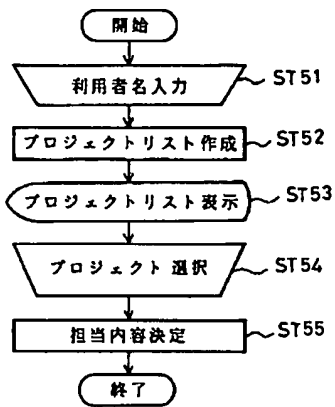 開始
利用者名入力 ST51
プロジェクトリスト作成 ST52
プロジェクトリスト表示 ST53
プロジェクト選択 ST54
担当内容決定 ST55
終了